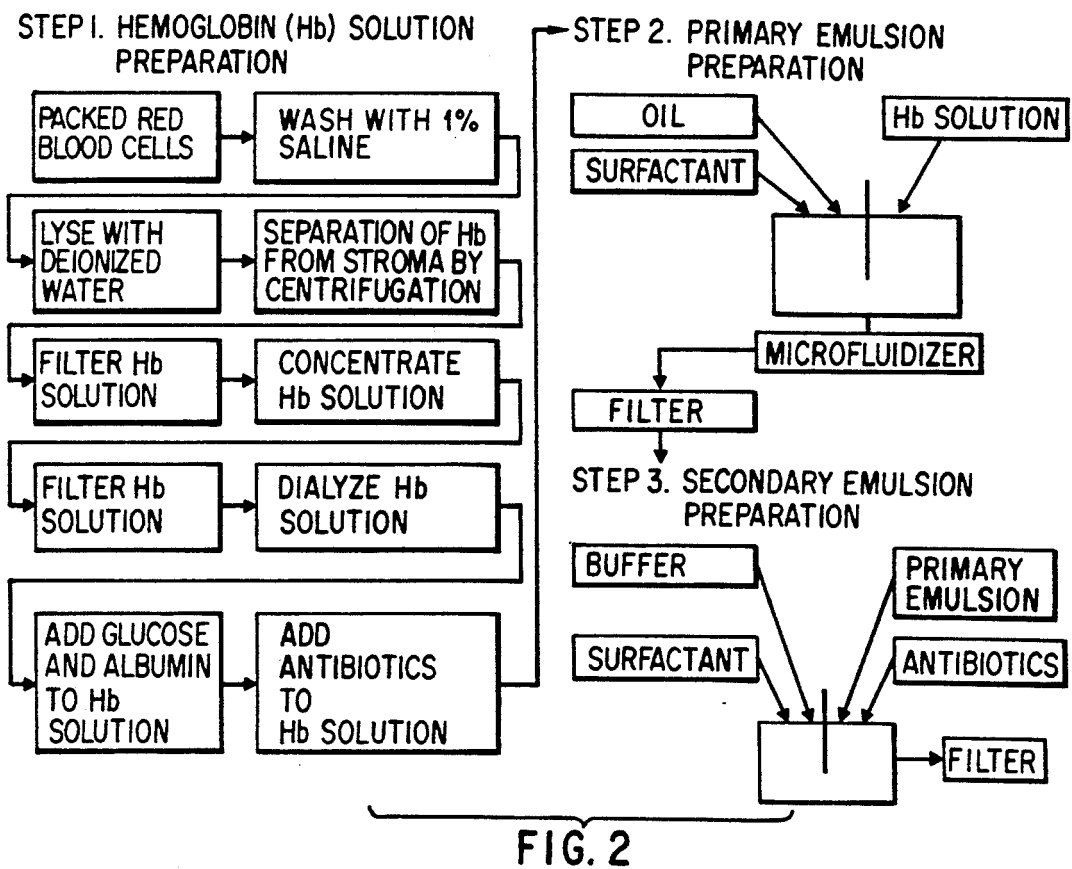 STEP 1. HEMOGLOBIN (Hb) SOLUTION
PREPARATION
PACKED RED
BLOOD CELLS
WASH WITH 1%
SALINE
LYSE WITH
DEIONIZED
WATER
SEPARATION OF Hb
FROM STROMA BY
CENTRIFUGATION
FILTER Hb
SOLUTION
CONCENTRATE
Hb SOLUTION
FILTER Hb
SOLUTION
DIALYZE Hb
SOLUTION
ADD GLUCOSE
AND ALBUMIN
TO Hb
SOLUTION
ADD
ANTIBIOTICS
TO
Hb SOLUTION
STEP 2. PRIMARY EMULSION
PREPARATION
OIL
Hb SOLUTION
SURFACTANT
MICROFLUIDIZER
FILTER
STEP 3. SECONDARY EMULSION
PREPARATION
BUFFER
PRIMARY
EMULSION
SURFACTANT
ANTIBIOTICS
FILTER
FIG. 2